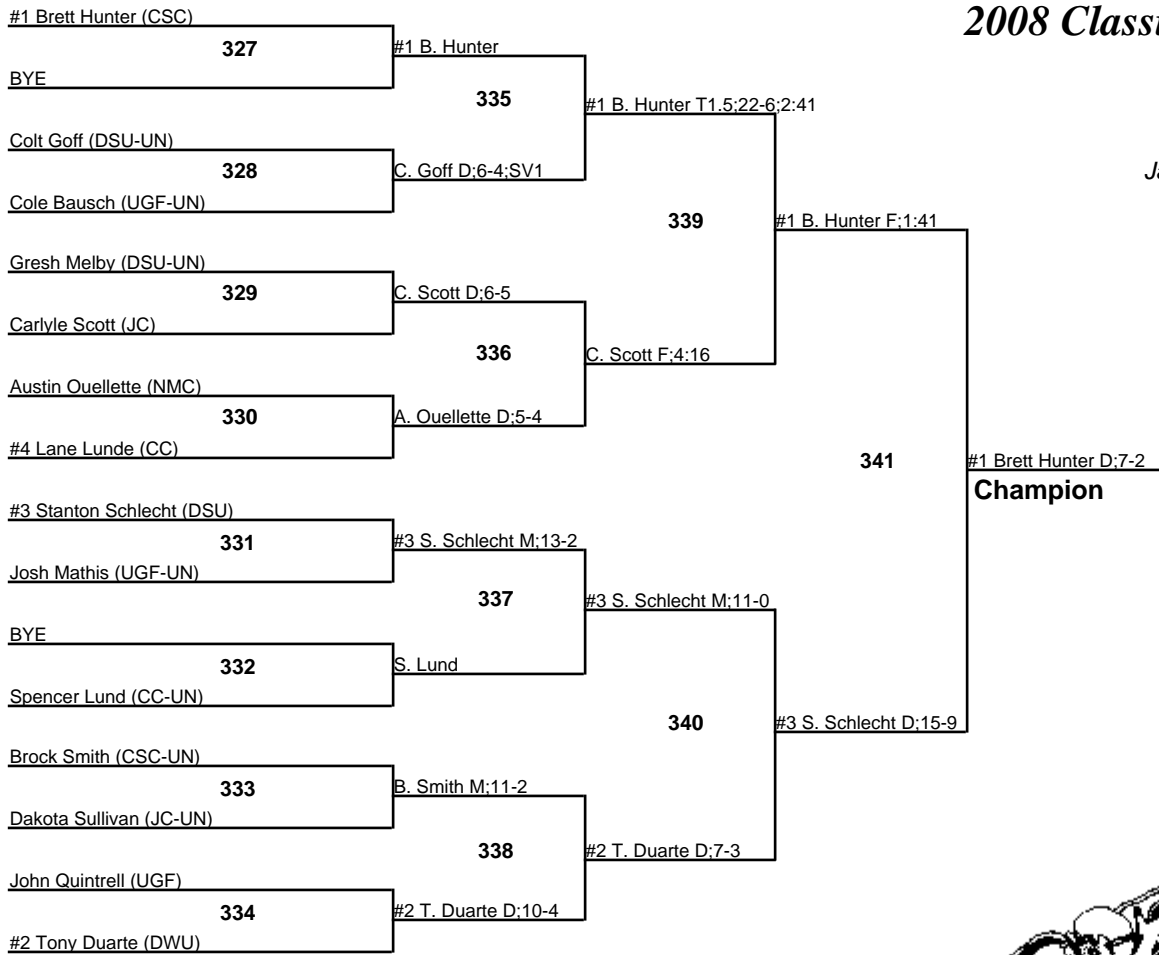 #1 Brett Hunter (CSC)
2008
327
#1 B. Hunter
BYE
335
#1 B. Hunter T1.5;22-6;2:41
Colt Goff (DSU-UN)
328
C. Goff D;6-4;SV1
Cole Bausch (UGF-UN)
339
#1 B. Hunter F;1:41
Gresh Melby (DSU-UN)
329
C. Scott D;6-5
Carlyle Scott (JC)
336
C. Scott F;4:16
Austin Ouellette (NMC)
330
A. Ouellette D;5-4
#4 Lane Lunde (CC)
341
#1 Brett Hunter D;7-2
Champion
#3 Stanton Schlecht (DSU)
331
#3 S. Schlecht M;13-2
Josh Mathis (UGF-UN)
337
#3 S. Schlecht M;11-0
BYE
332
S. Lund
Spencer Lund (CC-UN)
340
#3 S. Schlecht D;15-9
Brock Smith (CSC-UN)
333
B. Smith M;11-2
Dakota Sullivan (JC-UN)
338
#2 T. Duarte D;7-3
John Quintrell (UGF)
334
#2 T. Duarte D;10-4
#2 Tony Duarte (DWU)